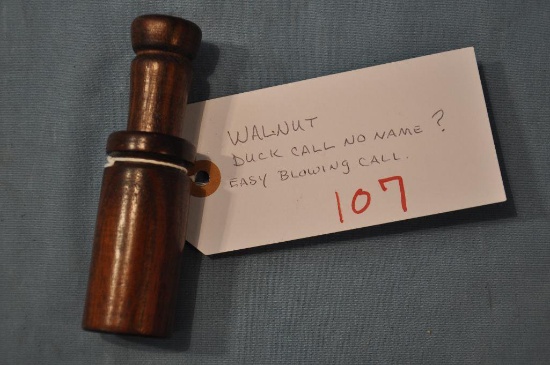 WALNUT
DUCK CALL NO NAME?
EASY BLOWING CALL.
107